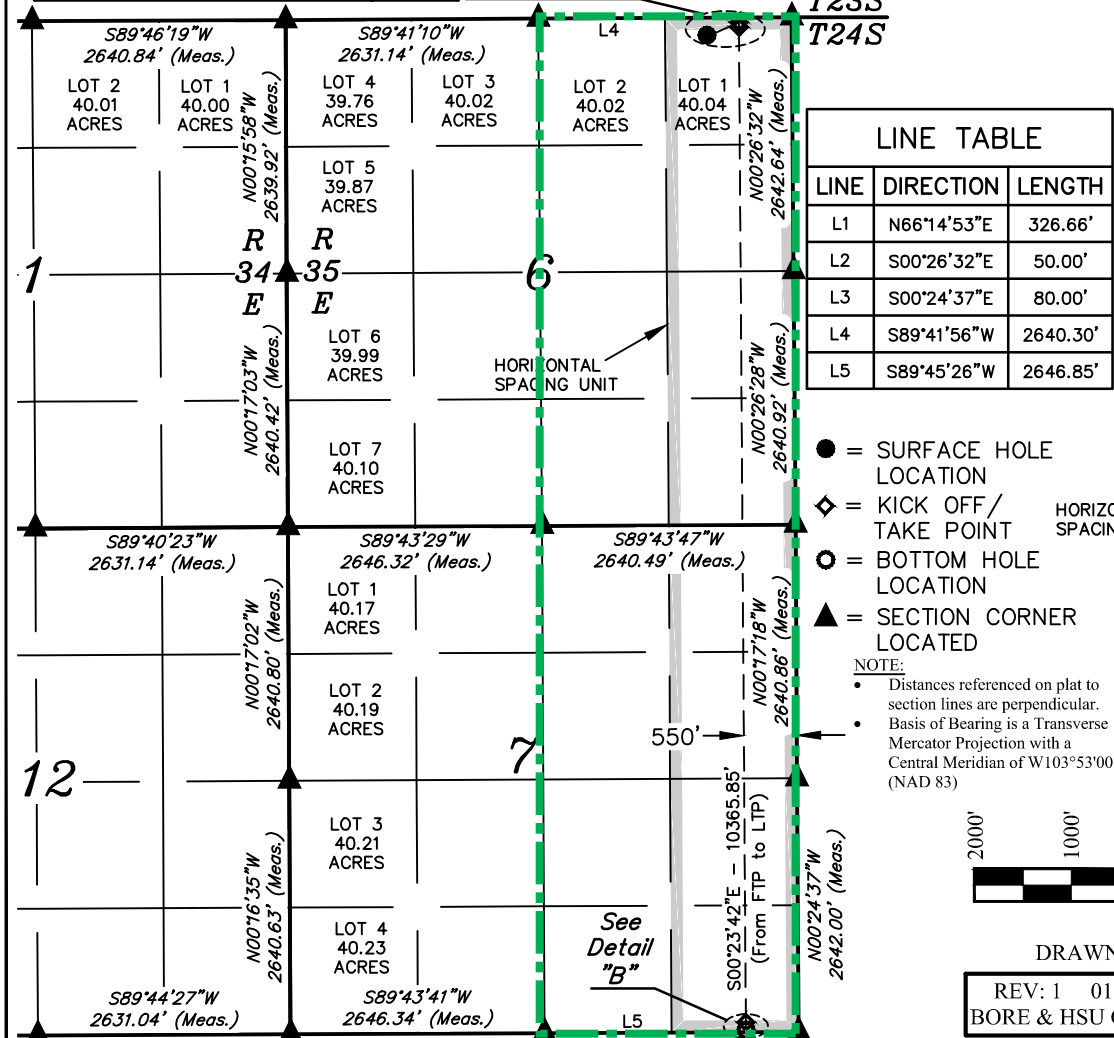 T23S
T24S
S89°46'19"W
2640.84' (Meas.)
S89°41'10"W
2631.14' (Meas.)
L4
LOT 2
40.01
ACRES
LOT 1
40.00
ACRES
N00°15'58"W
2639.92' (Meas.)
LOT 4
39.76
ACRES
LOT 3
40.02
ACRES
LOT 2
40.02
ACRES
LOT 1
40.04
ACRES
N00°26'32"W
2642.64' (Meas.)
LOT 5
39.87
ACRES
R
34
E
R
35
E
1
6
LOT 6
39.99
ACRES
HORIZONTAL
SPACING UNIT
N00°17'03"W
2640.42' (Meas.)
N00°26'28"W
2640.92' (Meas.)
LOT 7
40.10
ACRES
S89°40'23"W
2631.14' (Meas.)
S89°43'29"W
2646.32' (Meas.)
S89°43'47"W
2640.49' (Meas.)
LOT 1
40.17
ACRES
N00°17'02"W
2640.80' (Meas.)
N00°17'18"W
2640.86' (Meas.)
LOT 2
40.19
ACRES
550'
7
12
LOT 3
40.21
ACRES
S00°23'42"E – 10365.85'
(From FTP to LTP)
N00°16'35"W
2640.63' (Meas.)
N00°24'37"W
2642.00' (Meas.)
LOT 4
40.23
ACRES
See
Detail
"B"
S89°44'27"W
2631.04' (Meas.)
S89°43'41"W
2646.34' (Meas.)
L5
LINE TABLE
LINE DIRECTION LENGTH
L1 N66°14'53"E 326.66'
L2 S00°26'32"E 50.00'
L3 S00°24'37"E 80.00'
L4 S89°41'56"W 2640.30'
L5 S89°45'26"W 2646.85'
= SURFACE HOLE
LOCATION
= KICK OFF/
TAKE POINT
= BOTTOM HOLE
LOCATION
= SECTION CORNER
LOCATED
HORIZO
SPACIN
NOTE:
• Distances referenced on plat to
section lines are perpendicular.
• Basis of Bearing is a Transverse
Mercator Projection with a
Central Meridian of W103°53'00
(NAD 83)
2000'
1000'
DRAWN
REV: 1 01
BORE & HSU